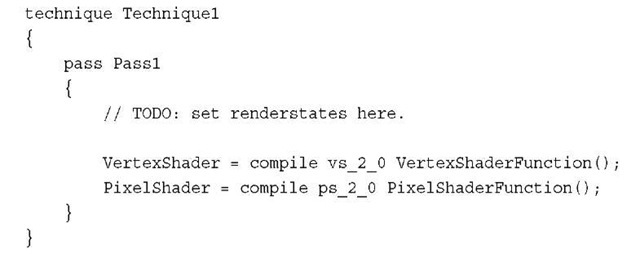 technique Technique1
{
pass Pass1
{
// TODO: set renderstates here.
VertexShader = compile vs_2_0 VertexShaderFunction();
PixelShader = compile ps_2_0 PixelShaderFunction();
}
}